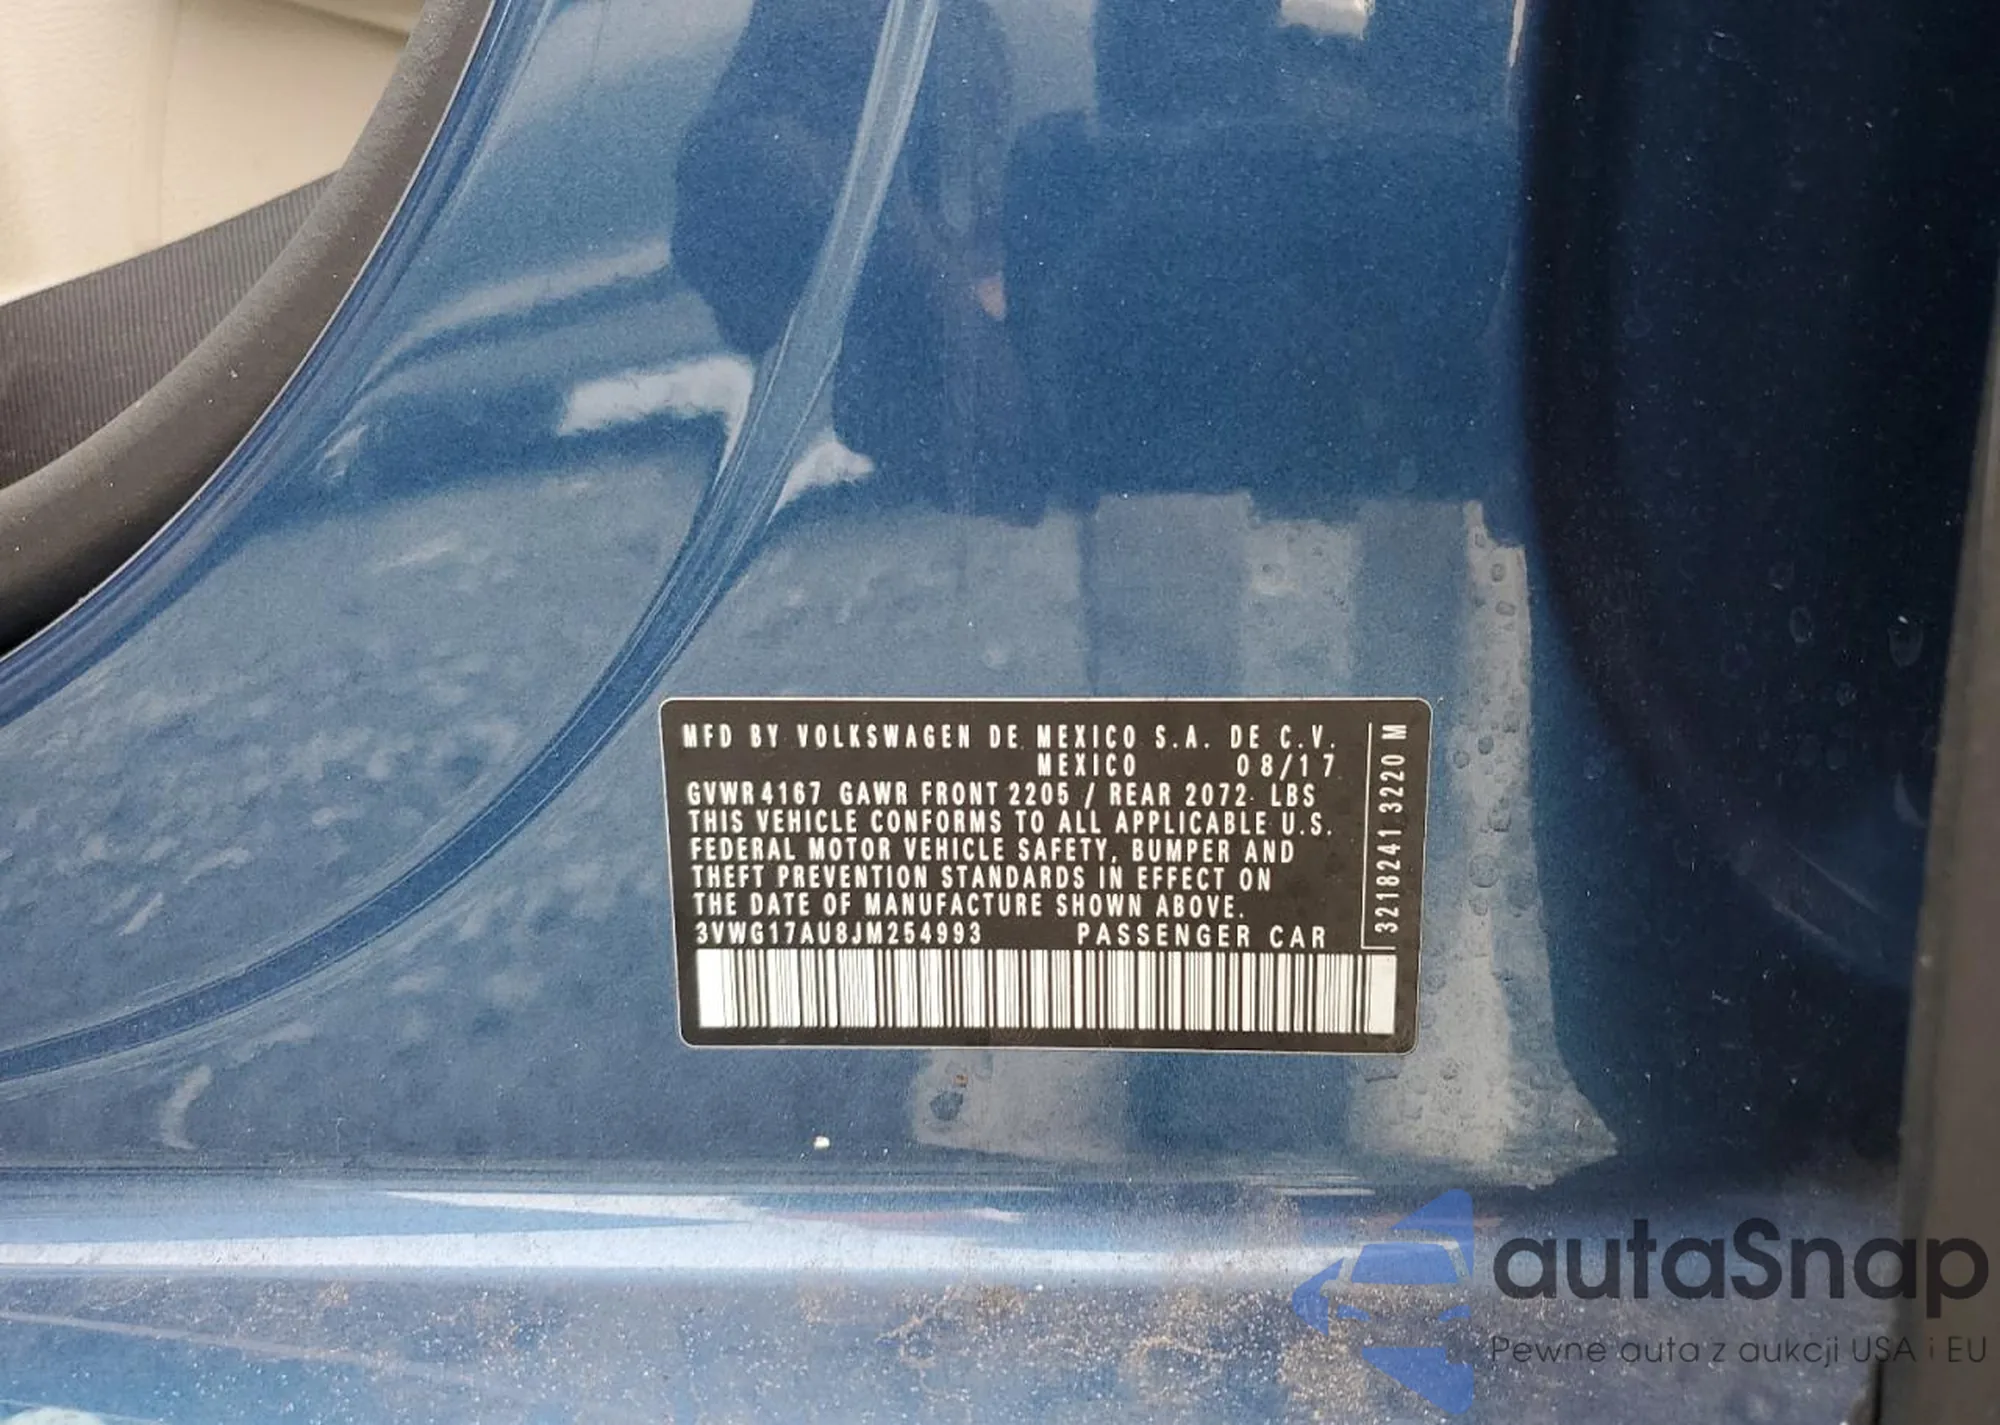 MFD BY VOLKSWAGEN DE MEXICO S.A. DE C.V.
MEXICO 08/17
GVWR 4167 GAWR FRONT 2205 / REAR 2072 LBS
THIS VEHICLE CONFORMS TO ALL APPLICABLE U.S.
FEDERAL MOTOR VEHICLE SAFETY, BUMPER AND
THEFT PREVENTION STANDARDS IN EFFECT ON
THE DATE OF MANUFACTURE SHOWN ABOVE.
3VWG17AU8JM254993 PASSENGER CAR
3218241 3220 M
autaSnap
Pewne auta z aukcji USA i EU